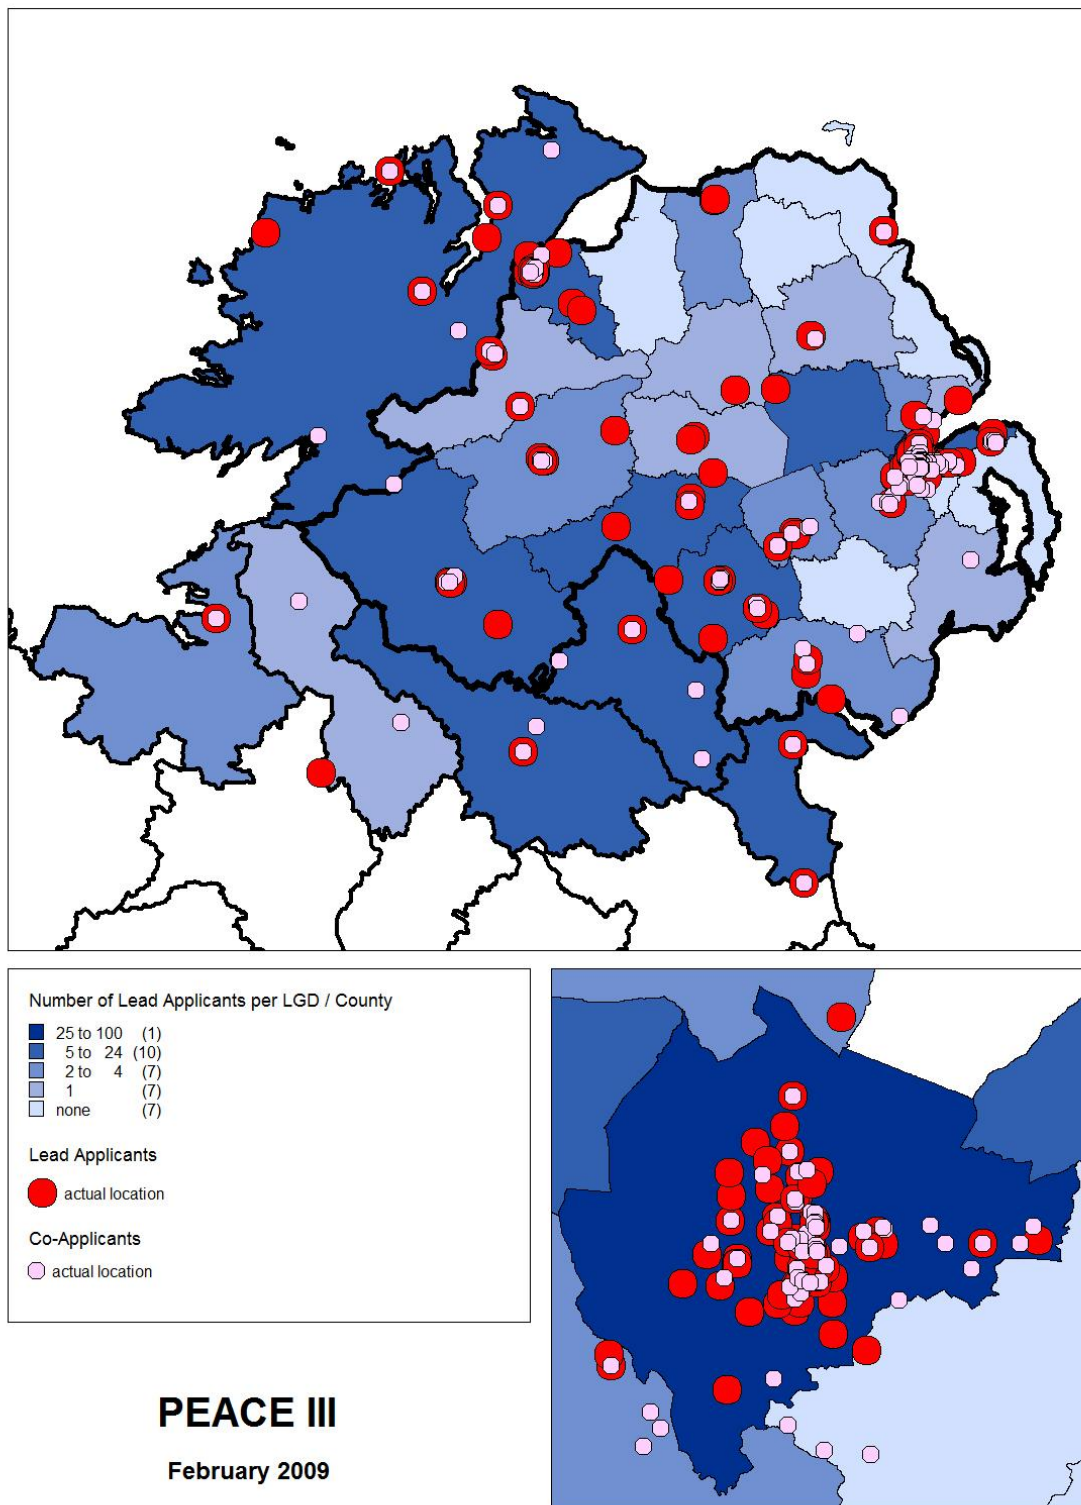 Number of Lead Applicants per LGD / County
25 to 100 (1)
5 to 24 (10)
2 to 4 (7)
1 (7)
none (7)
Lead Applicants
actual location
Co-Applicants
actual location
PEACE III
February 2009